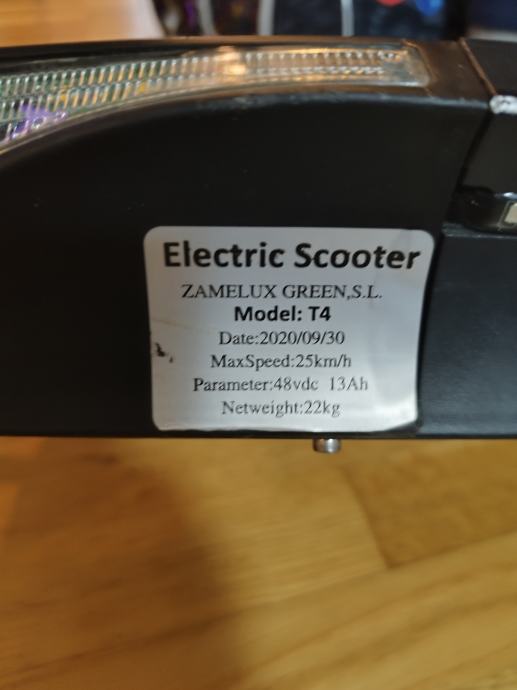 Electric Scooter
ZAMELUX GREEN,S.L.
Model: T4
Date:2020/09/30
MaxSpeed:25km/h
Parameter:48vdc 13Ah
Netweight:22kg